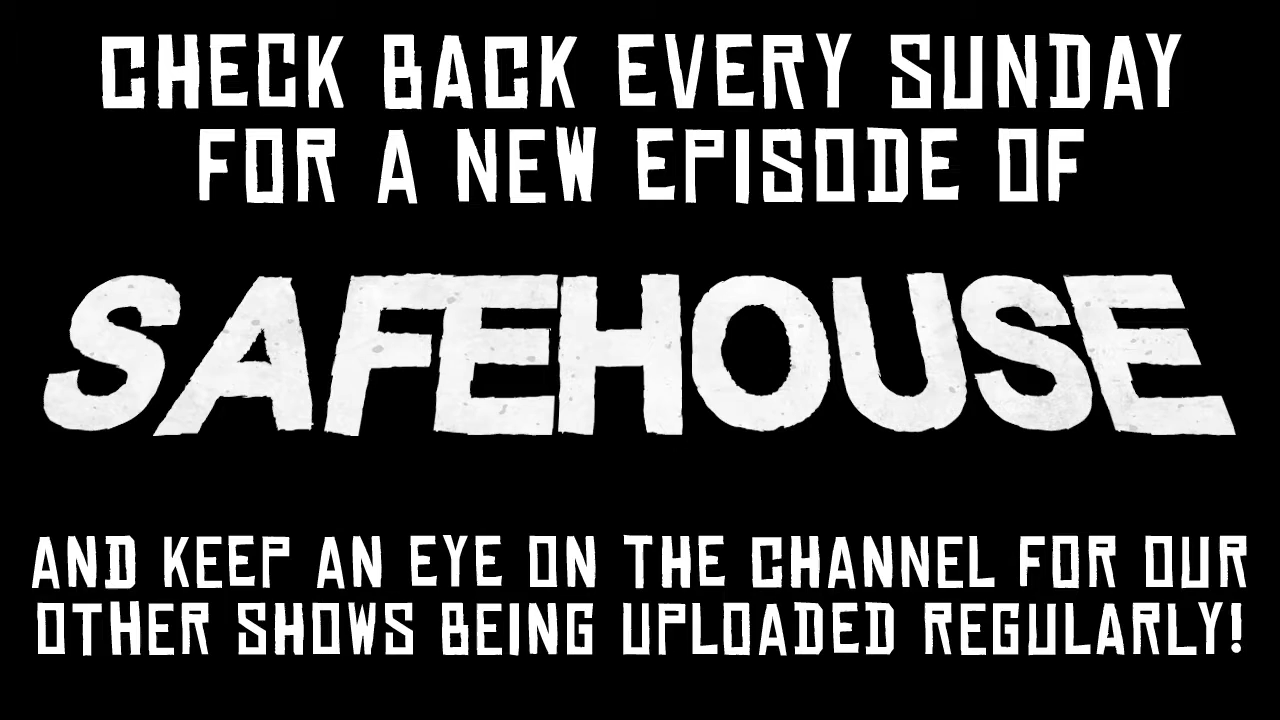 CHECK BACK EVERY SUNDAY
FOR A NEW EPISODE OF
SAFEHOUSE
AND KEEP AN EYE ON THE CHANNEL FOR OUR
OTHER SHOWS BEING UPLOADED REGULARLY!